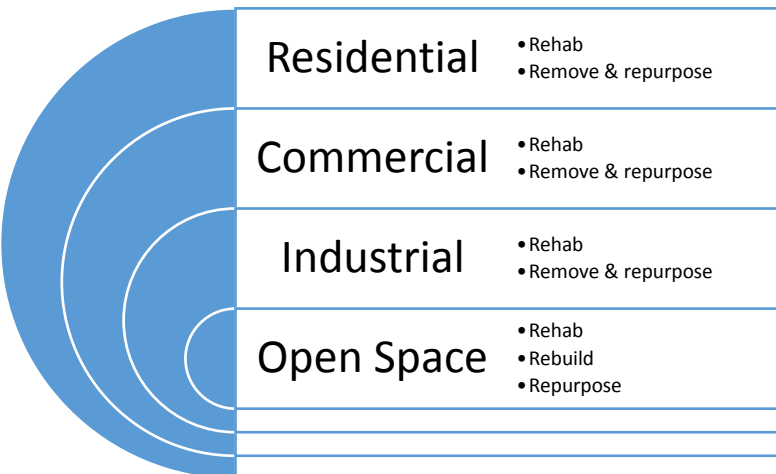 Residential
•Rehab
•Remove & repurpose
Commercial
•Rehab
•Remove & repurpose
Industrial
•Rehab
•Remove & repurpose
Open Space
•Rehab
•Rebuild
•Repurpose